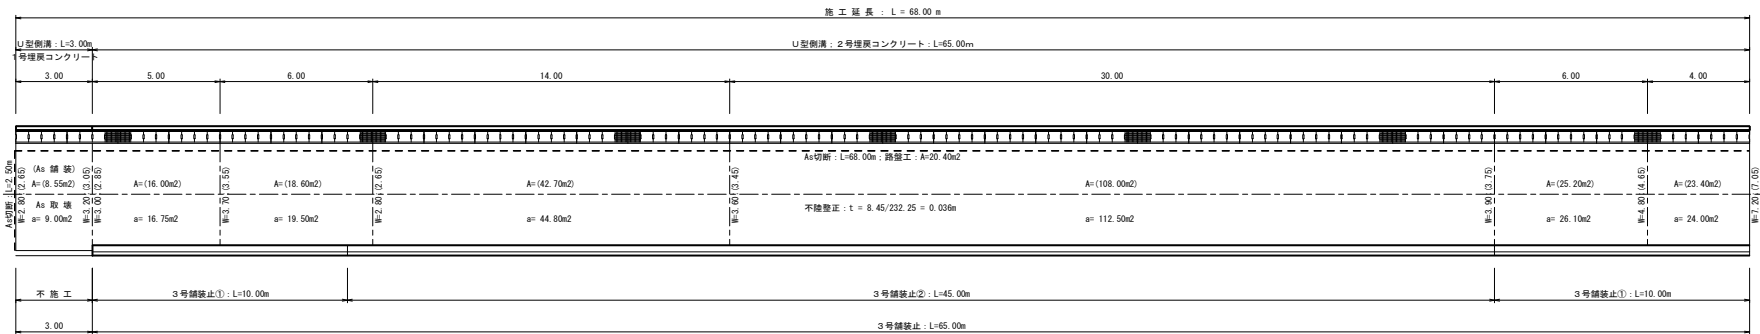 施 工 延 長 : L = 68.00 m
U型側溝:L=3.00m
U型側溝;2号埋戻コンクリート:L=65.00m
1号埋戻コンクリート
3.00 5.00 6.00 14.00 30.00 6.00 4.00
As切断:L=68.00m;路盤工:A=20.40m2
As切断:L=2.50m
W=2.80(2.65)
W=3.20(3.05)
W=3.00(2.85)
W=3.70(3.55)
W=2.80(2.65)
W=3.60(3.45)
W=3.90(3.75)
W=4.80(4.65)
W=7.20(7.05)
(As 舗 装)
A=(8.55m2) A=(16.00m2) A=(18.60m2) A=(42.70m2) A=(108.00m2) A=(25.20m2) A=(23.40m2)
As 取 壊
不陸整正:t = 8.45/232.25 = 0.036m
a= 9.00m2 a= 16.75m2 a= 19.50m2 a= 44.80m2 a= 112.50m2 a= 26.10m2 a= 24.00m2
不 施 工 3号舗装止①:L=10.00m 3号舗装止②:L=45.00m 3号舗装止①:L=10.00m
3.00 3号舗装止:L=65.00m